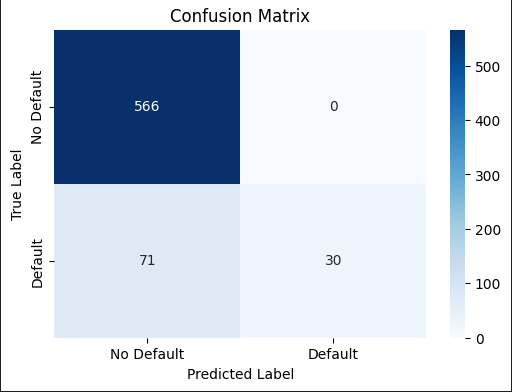 Confusion Matrix
True Label
No Default
Default
566
0
71
30
No Default
Default
Predicted Label
500
400
300
200
100
0